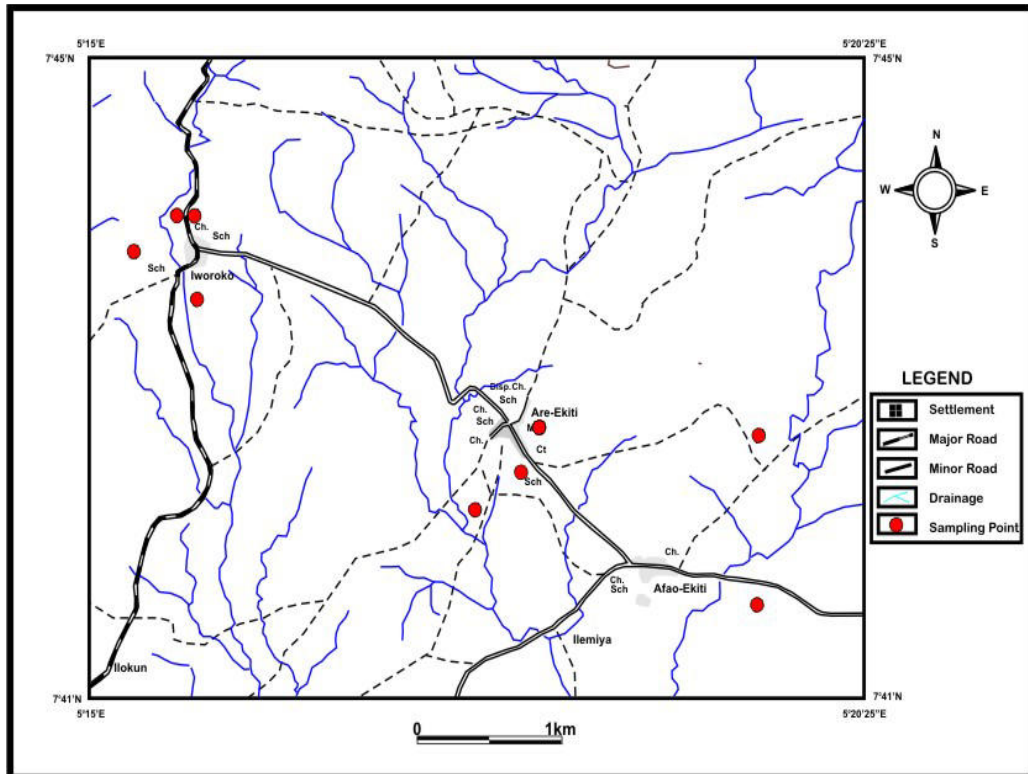 5°15'E
5°20'25"E
7°45'N
7°45'N
N
W
E
S
Ch.
Sch
Sch
Iworoko
LEGEND
Settlement
Major Road
Minor Road
Drainage
Sampling Point
Disp.Ch.
Sch
Ch.
Sch
Are-Ekiti
Ch.
Ct
Sch
Ch.
Ch.
Sch
Afao-Ekiti
Ilemiya
Ilokun
7°41'N
7°41'N
5°15'E
5°20'25"E
0
1km